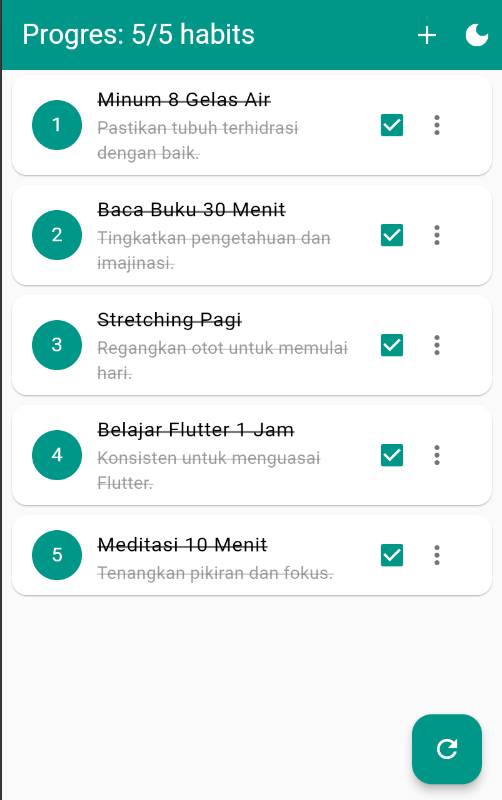 Progres: 5/5 habits
1
Minum 8 Gelas Air
Pastikan tubuh terhidrasi
dengan baik.
2
Baca Buku 30 Menit
Tingkatkan pengetahuan dan
imajinasi.
3
Stretching Pagi
Regangkan otot untuk memulai
hari.
4
Belajar Flutter 1 Jam
Konsisten untuk menguasai
Flutter.
5
Meditasi 10 Menit
Tenangkan pikiran dan fokus.